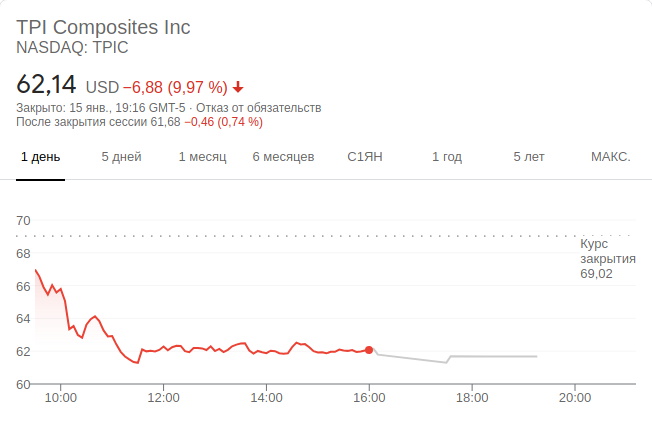 TPI Composites Inc
NASDAQ: TPIC
62,14 USD −6,88 (9,97 %)
Закрыто: 15 янв., 19:16 GMT-5 · Отказ от обязательств
После закрытия сессии 61,68 −0,46 (0,74 %)
1 день 5 дней 1 месяц 6 месяцев С1ЯН 1 год 5 лет МАКС.
70
68
66
64
62
60
Курс
закрытия
69,02
10:00 12:00 14:00 16:00 18:00 20:00